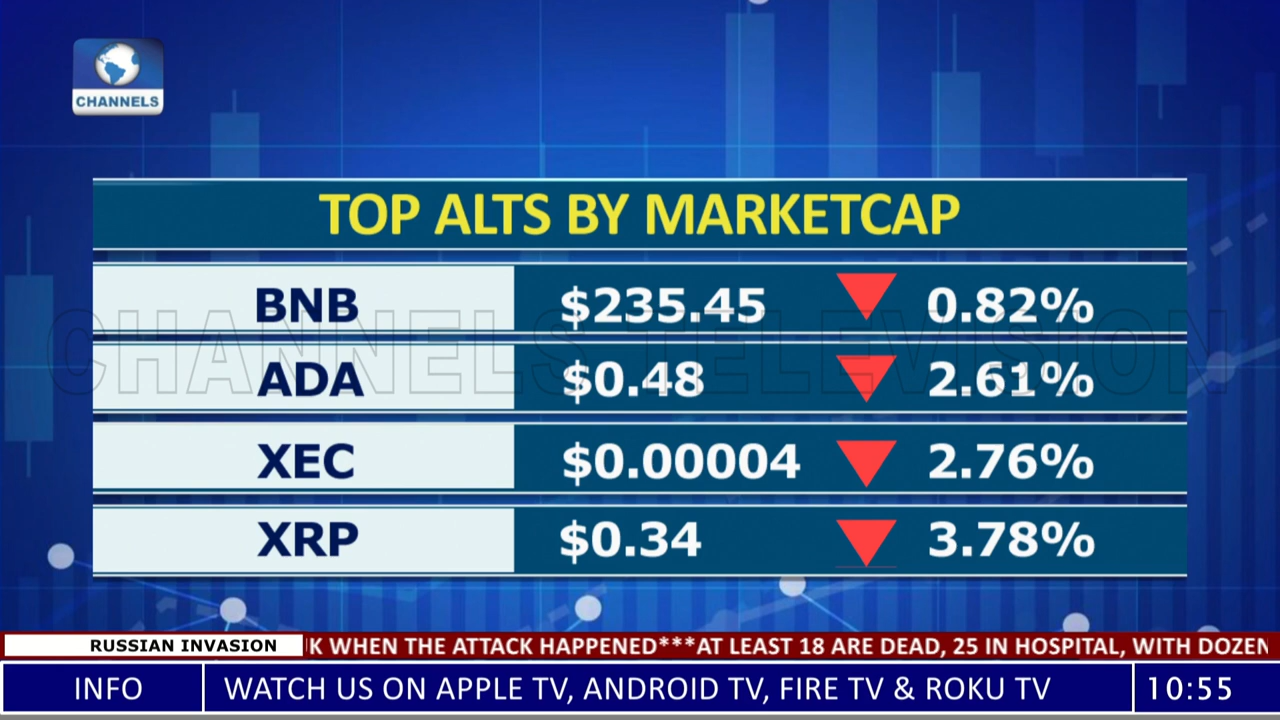 CHANNELS
TOP ALTS BY MARKETCAP
BNB $235.45 0.82%
CHANNELS TELEVISION
ADA $0.48 2.61%
XEC $0.00004 2.76%
XRP $0.34 3.78%
RUSSIAN INVASION K WHEN THE ATTACK HAPPENED***AT LEAST 18 ARE DEAD, 25 IN HOSPITAL, WITH DOZEN
INFO WATCH US ON APPLE TV, ANDROID TV, FIRE TV & ROKU TV 10:55